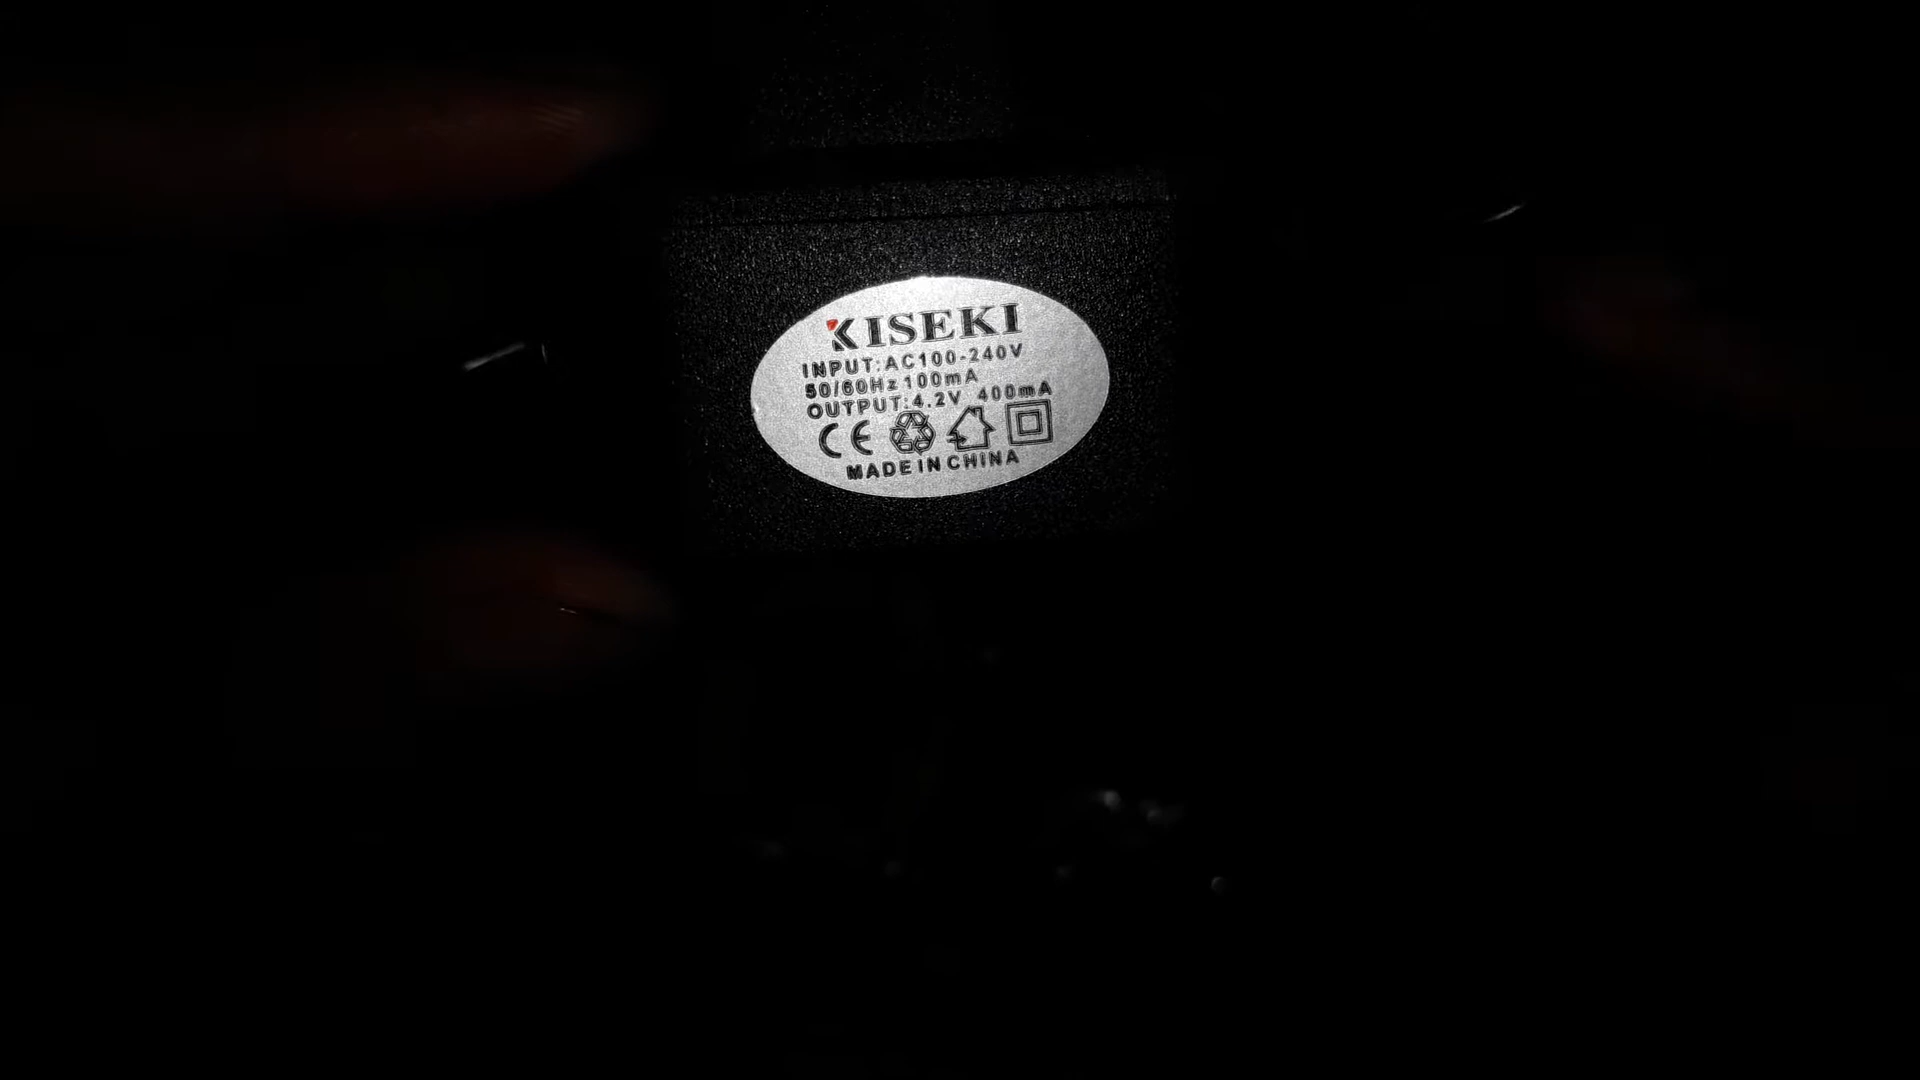 KISEKI
INPUT:AC100-240V
50/60Hz 100mA
OUTPUT:4.2V 400mA
CE
MADE IN CHINA